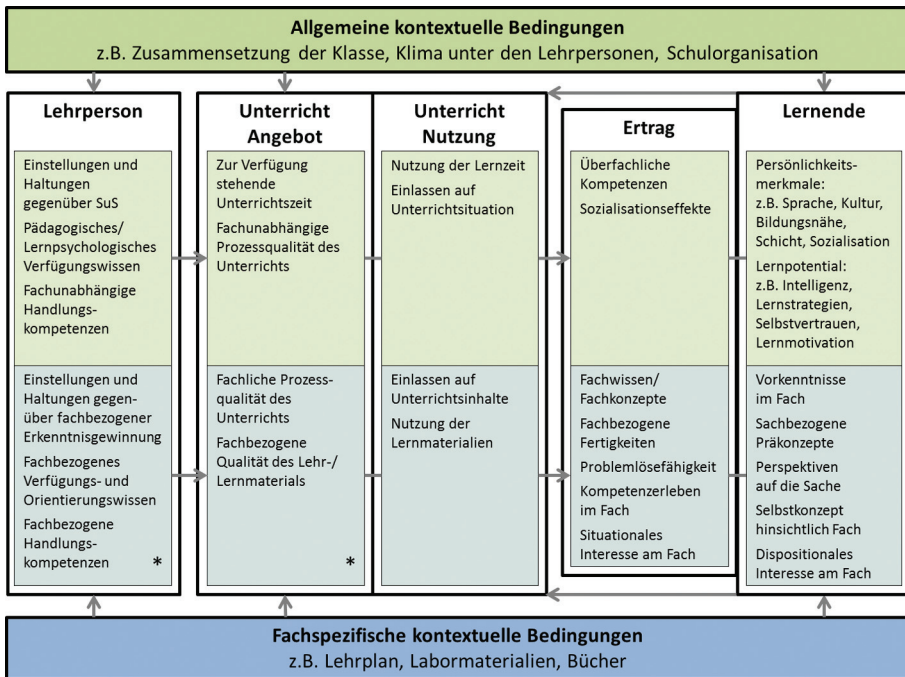 Allgemeine kontextuelle Bedingungen
z.B. Zusammensetzung der Klasse, Klima unter den Lehrpersonen, Schulorganisation
Lehrperson
Einstellungen und
Haltungen
gegenüber SuS
Pädagogisches/
Lernpsychologisches
Verfügungswissen
Fachunabhängige
Handlungs-
kompetenzen
Einstellungen und
Haltungen gegen-
über fachbezogener
Erkenntnisgewinnung
Fachbezogenes
Verfügungs- und
Orientierungswissen
Fachbezogene
Handlungs-
kompetenzen *
Unterricht
Angebot
Zur Verfügung
stehende
Unterrichtszeit
Fachunabhängige
Prozessqualität des
Unterrichts
Fachliche Prozess-
qualität des
Unterrichts
Fachbezogene
Qualität des Lehr-/
Lernmaterials
*
Unterricht
Nutzung
Nutzung der Lernzeit
Einlassen auf
Unterrichtsituation
Einlassen auf
Unterrichtsinhalte
Nutzung der
Lernmaterialien
Ertrag
Überfachliche
Kompetenzen
Sozialisationseffekte
Fachwissen/
Fachkonzepte
Fachbezogene
Fertigkeiten
Problemlösefähigkeit
Kompetenzerleben
im Fach
Situationales
Interesse am Fach
Lernende
Persönlichkeits-
merkmale:
z.B. Sprache, Kultur,
Bildungsnähe,
Schicht, Sozialisation
Lernpotential:
z.B. Intelligenz,
Lernstrategien,
Selbstvertrauen,
Lernmotivation
Vorkenntnisse
im Fach
Sachbezogene
Präkonzepte
Perspektiven
auf die Sache
Selbstkonzept
hinsichtlich Fach
Dispositionales
Interesse am Fach
Fachspezifische kontextuelle Bedingungen
z.B. Lehrplan, Labormaterialien, Bücher